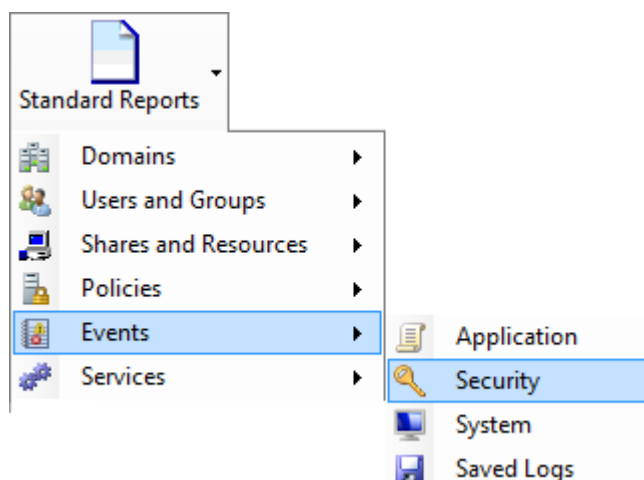 Standard Reports
Domains
Users and Groups
Shares and Resources
Policies
Events
Services
Application
Security
System
Saved Logs